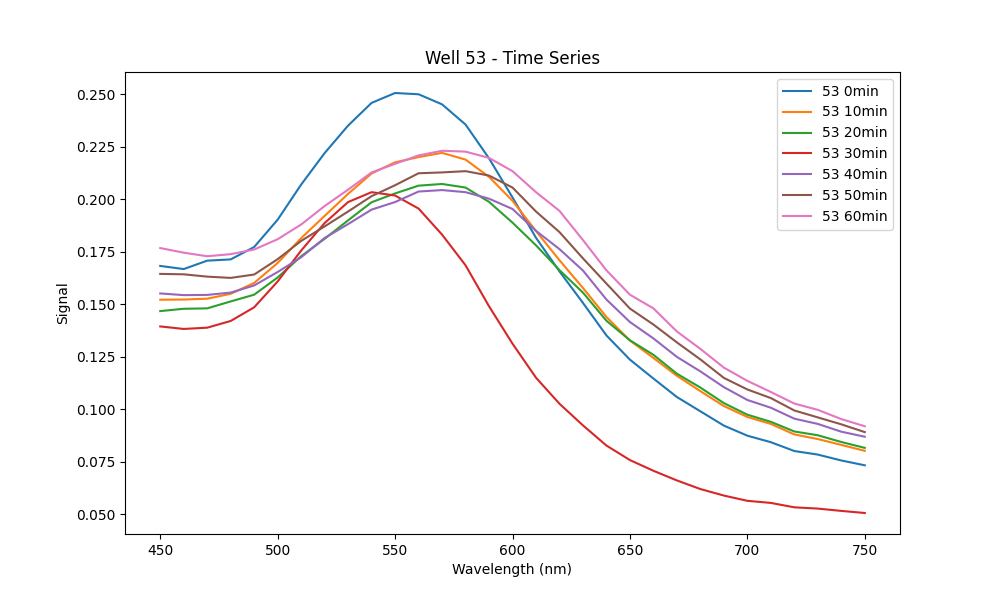 Well 53 - Time Series
Signal
0.250
0.225
0.200
0.175
0.150
0.125
0.100
0.075
0.050
53 0min
53 10min
53 20min
53 30min
53 40min
53 50min
53 60min
450 500 550 600 650 700 750
Wavelength (nm)